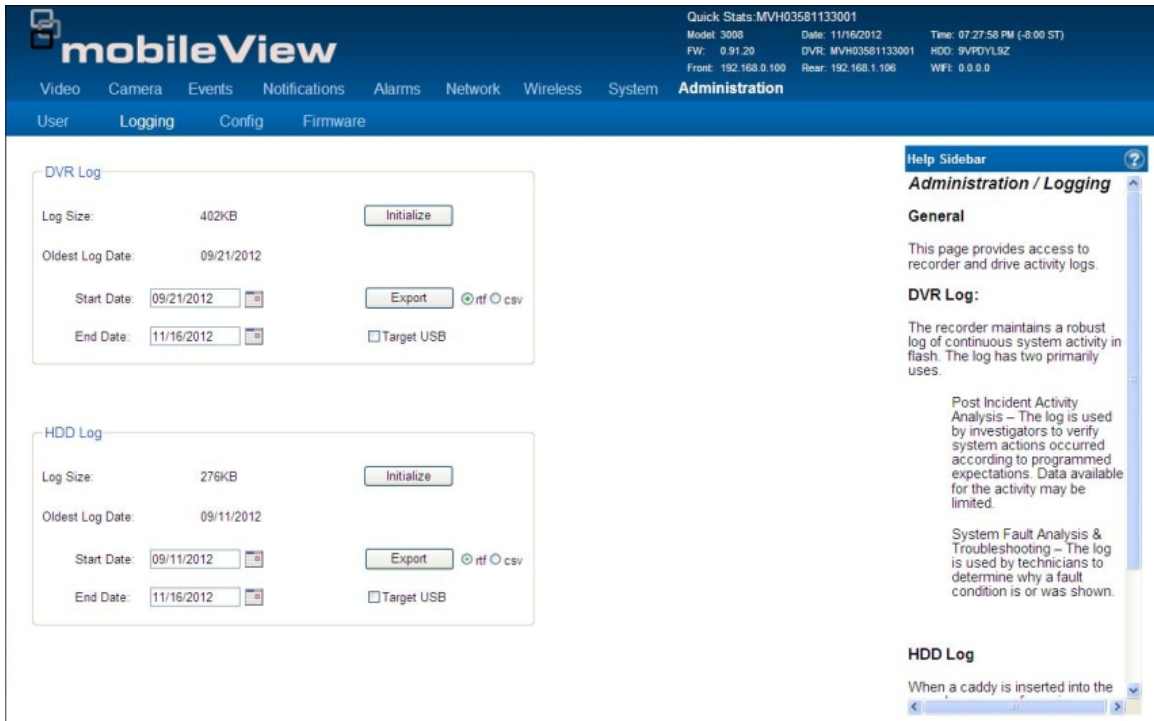 mobileView
Quick Stats:MVH03581133001
Model: 3008 Date: 11/16/2012 Time: 07:27:58 PM (-8:00 ST)
FW: 0.91.20 DVR: MVH03581133001 HDD: 9VPDYL9Z
Front: 192.168.0.100 Rear: 192.168.1.106 WIFI: 0.0.0.0
Video Camera Events Notifications Alarms Network Wireless System Administration
User Logging Config Firmware
DVR Log
Log Size: 402KB Initialize
Oldest Log Date: 09/21/2012
Start Date: 09/21/2012 Export rtf csv
End Date: 11/16/2012 Target USB
HDD Log
Log Size: 276KB Initialize
Oldest Log Date: 09/11/2012
Start Date: 09/11/2012 Export rtf csv
End Date: 11/16/2012 Target USB
Help Sidebar ?
Administration / Logging
General
This page provides access to
recorder and drive activity logs.
DVR Log:
The recorder maintains a robust
log of continuous system activity in
flash. The log has two primarily
uses.
Post Incident Activity
Analysis – The log is used
by investigators to verify
system actions occurred
according to programmed
expectations. Data available
for the activity may be
limited.
System Fault Analysis &
Troubleshooting – The log
is used by technicians to
determine why a fault
condition is or was shown.
HDD Log
When a caddy is inserted into the